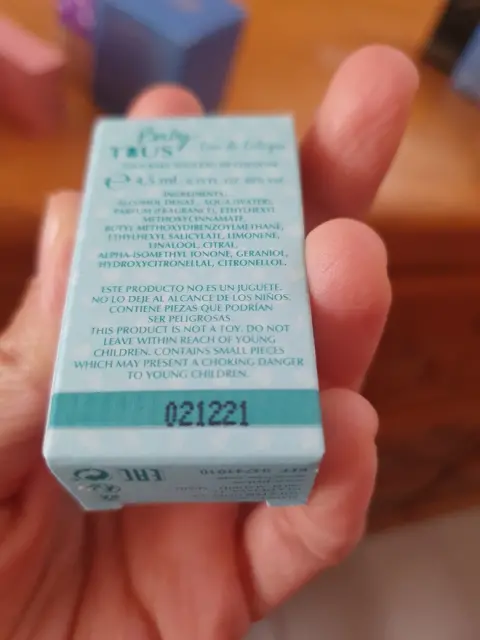 Baby
TOUS Eau de Cologne
4,5 mL
INGREDIENTS:
ALCOHOL DENAT., AQUA (WATER),
PARFUM (FRAGRANCE), ETHYLHEXYL
METHOXYCINNAMATE,
BUTYL METHOXYDIBENZOYLMETHANE,
ETHYLHEXYL SALICYLATE, LIMONENE,
LINALOOL, CITRAL,
ALPHA-ISOMETHYL IONONE, GERANIOL,
HYDROXYCITRONELLAL, CITRONELLOL.
ESTE PRODUCTO NO ES UN JUGUETE.
NO LO DEJE AL ALCANCE DE LOS NIÑOS.
CONTIENE PIEZAS QUE PODRÍAN
SER PELIGROSAS.
THIS PRODUCT IS NOT A TOY. DO NOT
LEAVE WITHIN REACH OF YOUNG
CHILDREN. CONTAINS SMALL PIECES
WHICH MAY PRESENT A CHOKING DANGER
TO YOUNG CHILDREN.
021221
EAC